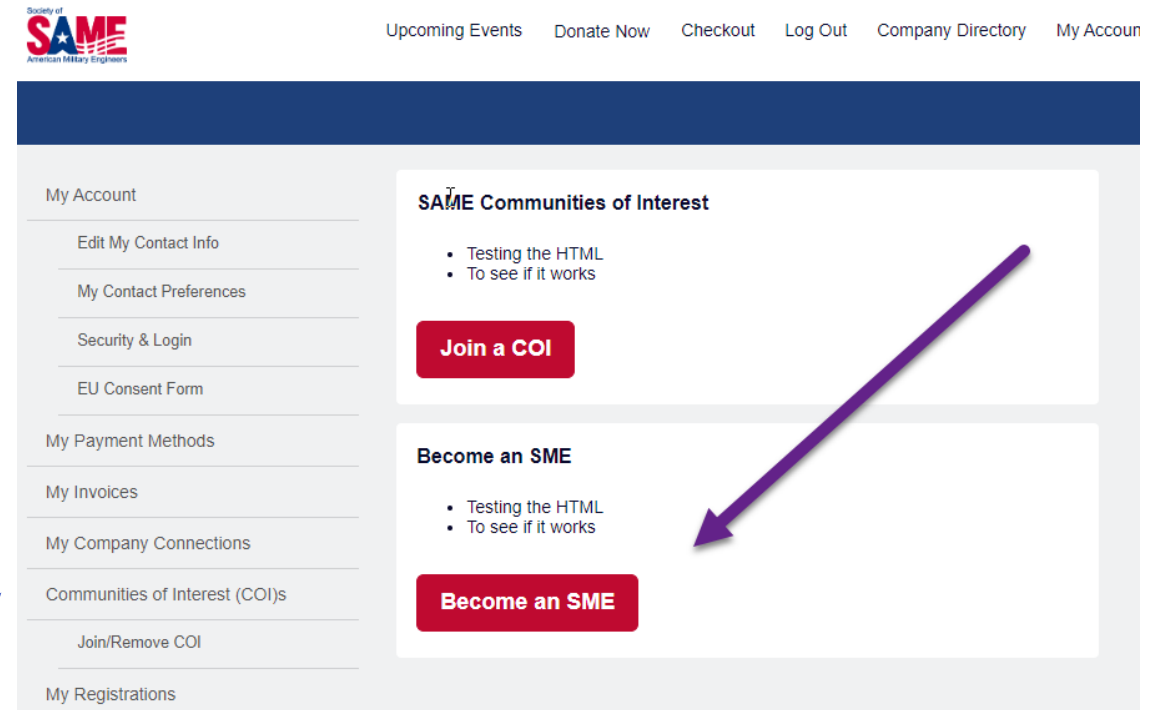 Society of
SAME
American Military Engineers
Upcoming Events Donate Now Checkout Log Out Company Directory My Accoun
My Account
Edit My Contact Info
My Contact Preferences
Security & Login
EU Consent Form
My Payment Methods
My Invoices
My Company Connections
Communities of Interest (COI)s
Join/Remove COI
My Registrations
SAME Communities of Interest
• Testing the HTML
• To see if it works
Join a COI
Become an SME
• Testing the HTML
• To see if it works
Become an SME